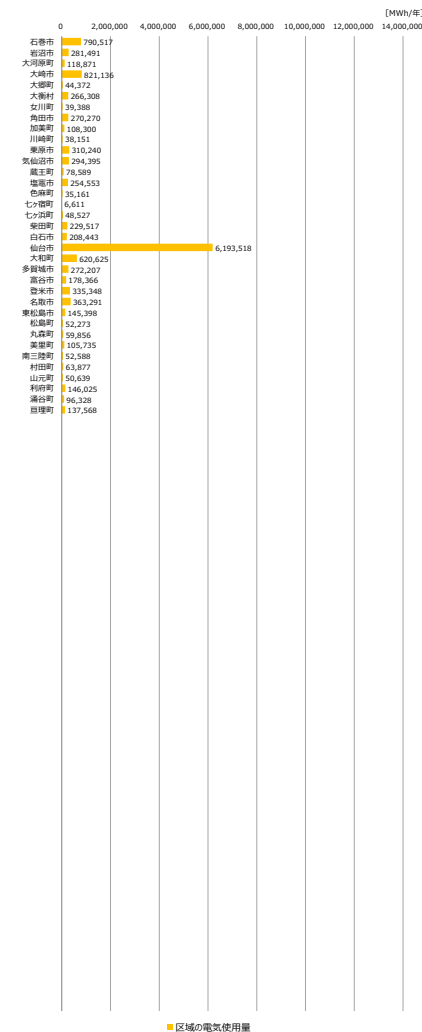 [MWh/年]
0 2,000,000 4,000,000 6,000,000 8,000,000 10,000,000 12,000,000 14,000,000
石巻市 790,517
岩沼市 281,491
大河原町 118,871
大崎市 821,136
大郷町 44,372
大衡村 266,308
女川町 39,388
角田市 270,270
加美町 108,300
川崎町 38,151
栗原市 310,240
気仙沼市 294,395
蔵王町 78,589
塩竈市 254,553
色麻町 35,161
七ヶ宿町 6,611
七ヶ浜町 48,527
柴田町 229,517
白石市 208,443
仙台市 6,193,518
大和町 620,625
多賀城市 272,207
富谷市 178,366
登米市 335,348
名取市 363,291
東松島市 145,398
松島町 52,273
丸森町 59,856
美里町 105,735
南三陸町 52,588
村田町 63,877
山元町 50,639
利府町 146,025
涌谷町 96,328
亘理町 137,568
区域の電気使用量